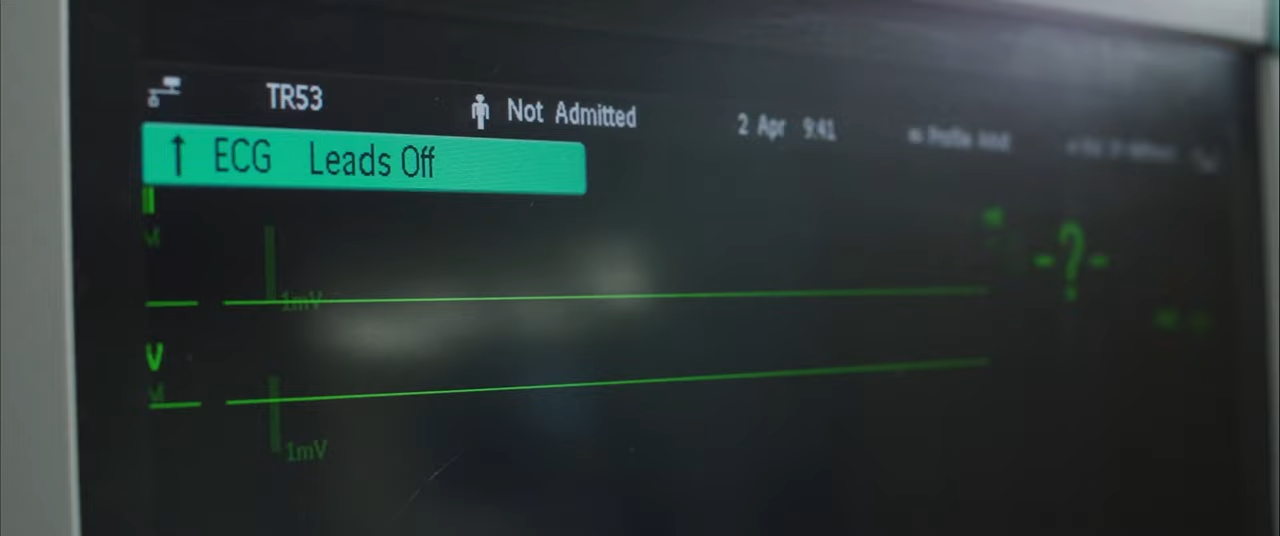 TR53 Not Admitted 2 Apr 9:41
ECG Leads Off
II
M
1mV
-?-
V
M
1mV